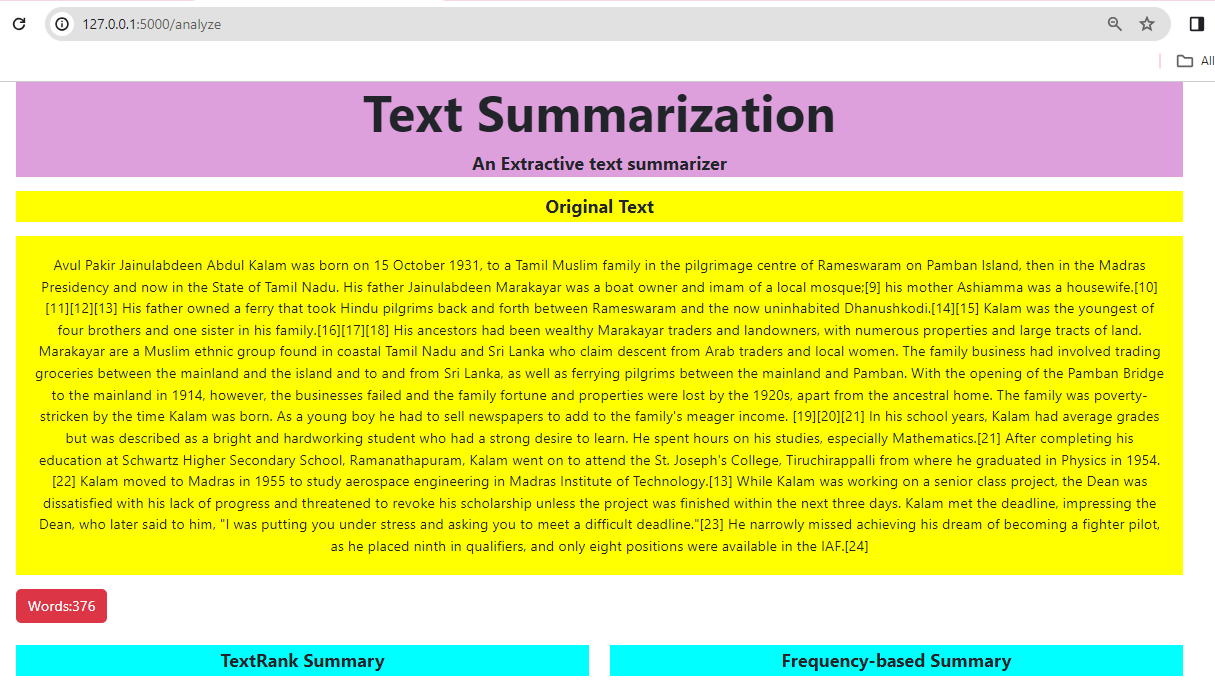 127.0.0.1:5000/analyze
All
Text Summarization
An Extractive text summarizer
Original Text
Avul Pakir Jainulabdeen Abdul Kalam was born on 15 October 1931, to a Tamil Muslim family in the pilgrimage centre of Rameswaram on Pamban Island, then in the Madras
Presidency and now in the State of Tamil Nadu. His father Jainulabdeen Marakayar was a boat owner and imam of a local mosque;[9] his mother Ashiamma was a housewife.[10]
[11][12][13] His father owned a ferry that took Hindu pilgrims back and forth between Rameswaram and the now uninhabited Dhanushkodi.[14][15] Kalam was the youngest of
four brothers and one sister in his family.[16][17][18] His ancestors had been wealthy Marakayar traders and landowners, with numerous properties and large tracts of land.
Marakayar are a Muslim ethnic group found in coastal Tamil Nadu and Sri Lanka who claim descent from Arab traders and local women. The family business had involved trading
groceries between the mainland and the island and to and from Sri Lanka, as well as ferrying pilgrims between the mainland and Pamban. With the opening of the Pamban Bridge
to the mainland in 1914, however, the businesses failed and the family fortune and properties were lost by the 1920s, apart from the ancestral home. The family was poverty-
stricken by the time Kalam was born. As a young boy he had to sell newspapers to add to the family's meager income. [19][20][21] In his school years, Kalam had average grades
but was described as a bright and hardworking student who had a strong desire to learn. He spent hours on his studies, especially Mathematics.[21] After completing his
education at Schwartz Higher Secondary School, Ramanathapuram, Kalam went on to attend the St. Joseph's College, Tiruchirappalli from where he graduated in Physics in 1954.
[22] Kalam moved to Madras in 1955 to study aerospace engineering in Madras Institute of Technology.[13] While Kalam was working on a senior class project, the Dean was
dissatisfied with his lack of progress and threatened to revoke his scholarship unless the project was finished within the next three days. Kalam met the deadline, impressing the
Dean, who later said to him, "I was putting you under stress and asking you to meet a difficult deadline."[23] He narrowly missed achieving his dream of becoming a fighter pilot,
as he placed ninth in qualifiers, and only eight positions were available in the IAF.[24]
Words:376
TextRank Summary
Frequency-based Summary